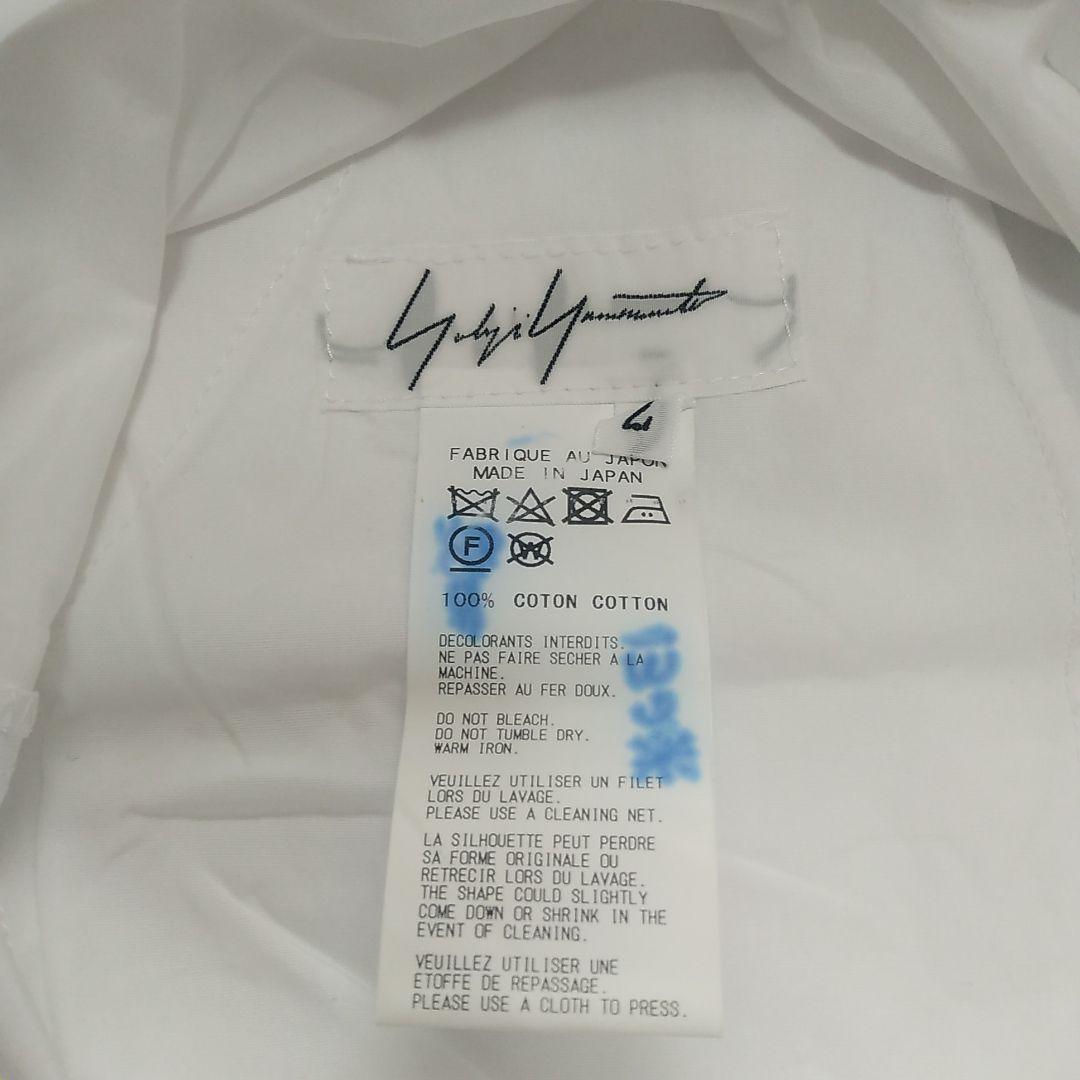 Yohji Yamamoto
FABRIQUE AU JAPON
MADE IN JAPAN
F W
100% COTON COTTON
DECOLORANTS INTERDITS.
NE PAS FAIRE SECHER A LA
MACHINE.
REPASSER AU FER DOUX.
DO NOT BLEACH.
DO NOT TUMBLE DRY.
WARM IRON.
VEUILLEZ UTILISER UN FILET
LORS DU LAVAGE.
PLEASE USE A CLEANING NET.
LA SILHOUETTE PEUT PERDRE
SA FORME ORIGINALE OU
RETRECIR LORS DU LAVAGE.
THE SHAPE COULD SLIGHTLY
COME DOWN OR SHRINK IN THE
EVENT OF CLEANING.
VEUILLEZ UTILISER UNE
ETOFFE DE REPASSAGE.
PLEASE USE A CLOTH TO PRESS.